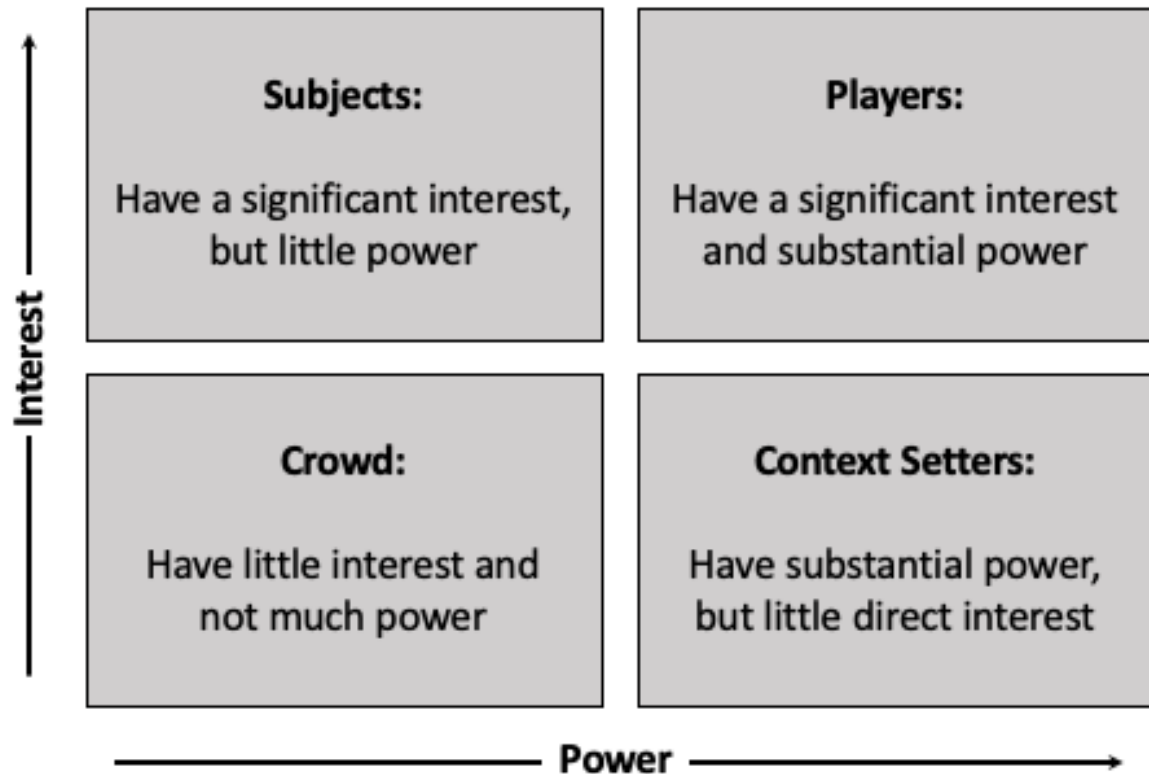 Subjects:
Have a significant interest,
but little power
Players:
Have a significant interest
and substantial power
Crowd:
Have little interest and
not much power
Context Setters:
Have substantial power,
but little direct interest
Interest
Power